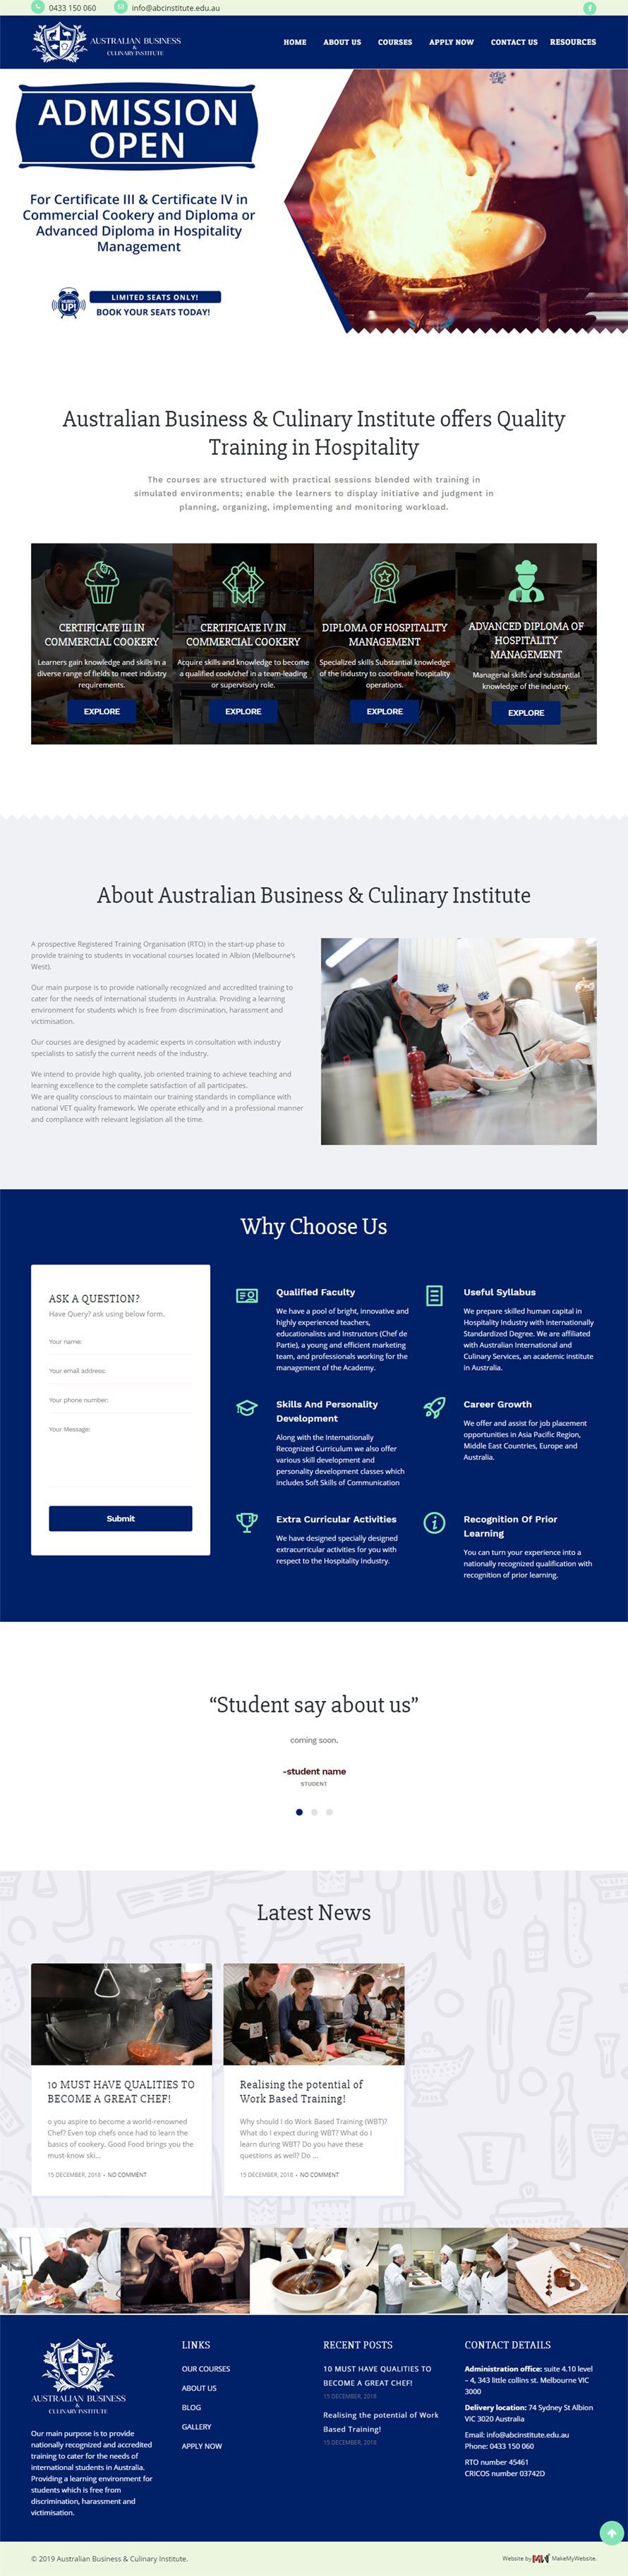 0433 150 060
info@abcinstitute.edu.au
AUSTRALIAN BUSINESS
&
CULINARY INSTITUTE
HOME
ABOUT US
COURSES
APPLY NOW
CONTACT US
RESOURCES
ADMISSION
OPEN
For Certificate III & Certificate IV in
Commercial Cookery and Diploma or
Advanced Diploma in Hospitality
Management
UP!
LIMITED SEATS ONLY!
BOOK YOUR SEATS TODAY!
Australian Business & Culinary Institute offers Quality
Training in Hospitality
The courses are structured with practical sessions blended with training in
simulated environments; enable the learners to display initiative and judgment in
planning, organizing, implementing and monitoring workload.
CERTIFICATE III IN
COMMERCIAL COOKERY
Learners gain knowledge and skills in a
diverse range of fields to meet industry
requirements.
EXPLORE
CERTIFICATE IV IN
COMMERCIAL COOKERY
Acquire skills and knowledge to become
a qualified cook/chef in a team-leading
or supervisory role.
EXPLORE
DIPLOMA OF HOSPITALITY
MANAGEMENT
Specialized skills Substantial knowledge
of the industry to coordinate hospitality
operations.
EXPLORE
ADVANCED DIPLOMA OF
HOSPITALITY
MANAGEMENT
Managerial skills and substantial
knowledge of the industry.
EXPLORE
About Australian Business & Culinary Institute
A prospective Registered Training Organisation (RTO) in the start-up phase to
provide training to students in vocational courses located in Albion (Melbourne's
West).
Our main purpose is to provide nationally recognized and accredited training to
cater for the needs of international students in Australia. Providing a learning
environment for students which is free from discrimination, harassment and
victimisation.
Our courses are designed by academic experts in consultation with industry
specialists to satisfy the current needs of the industry.
We intend to provide high quality, job oriented training to achieve teaching and
learning excellence to the complete satisfaction of all participates.
We are quality conscious to maintain our training standards in compliance with
national VET quality framework. We operate ethically and in a professional manner
and compliance with relevant legislation all the time.
Why Choose Us
ASK A QUESTION?
Have Query? ask using below form.
Your name:
Your email address:
Your phone number:
Your Message:
Submit
Qualified Faculty
We have a pool of bright, innovative and
highly experienced teachers,
educationalists and Instructors (Chef de
Partie), a young and efficient marketing
team, and professionals working for the
management of the Academy.
Useful Syllabus
We prepare skilled human capital in
Hospitality Industry with Internationally
Standardized Degree. We are affiliated
with Australian International and
Culinary Services, an academic institute
in Australia.
Skills And Personality
Development
Along with the Internationally
Recognized Curriculum we also offer
various skill development and
personality development classes which
includes Soft Skills of Communication
Career Growth
We offer and assist for job placement
opportunities in Asia Pacific Region,
Middle East Countries, Europe and
Australia.
Extra Curricular Activities
We have designed specially designed
extracurricular activities for you with
respect to the Hospitality Industry.
Recognition Of Prior
Learning
You can turn your experience into a
nationally recognized qualification with
recognition of prior learning.
“Student say about us”
coming soon.
-student name
STUDENT
Latest News
10 MUST HAVE QUALITIES TO
BECOME A GREAT CHEF!
o you aspire to become a world-renowned
Chef? Even top chefs once had to learn the
basics of cookery. Good Food brings you the
must-know ski...
15 DECEMBER, 2018 • NO COMMENT
Realising the potential of
Work Based Training!
Why should I do Work Based Training (WBT)?
What do I expect during WBT? What do I
learn during WBT? Do you have these
questions as well? Do ...
15 DECEMBER, 2018 • NO COMMENT
AUSTRALIAN BUSINESS
&
CULINARY INSTITUTE
Our main purpose is to provide
nationally recognized and accredited
training to cater for the needs of
international students in Australia.
Providing a learning environment for
students which is free from
discrimination, harassment and
victimisation.
LINKS
OUR COURSES
ABOUT US
BLOG
GALLERY
APPLY NOW
RECENT POSTS
10 MUST HAVE QUALITIES TO
BECOME A GREAT CHEF!
15 DECEMBER, 2018
Realising the potential of Work
Based Training!
15 DECEMBER, 2018
CONTACT DETAILS
Administration office: suite 4.10 level
– 4, 343 little collins st. Melbourne VIC
3000
Delivery location: 74 Sydney St Albion
VIC 3020 Australia
Email: info@abcinstitute.edu.au
Phone: 0433 150 060
RTO number 45461
CRICOS number 03742D
© 2019 Australian Business & Culinary Institute.
Website by MMW MakeMyWebsite.